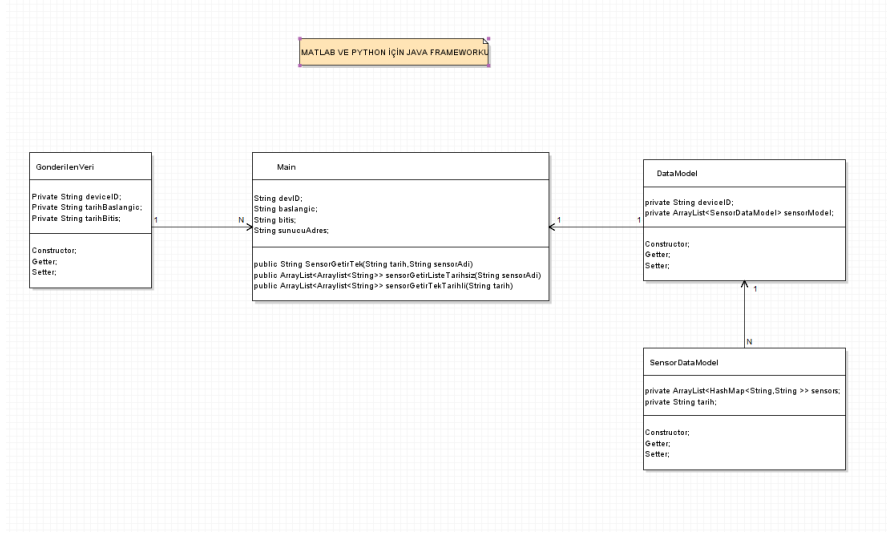 MATLAB VE PYTHON İÇİN JAVA FRAMEWORKU
GonderilenVeri
Private String deviceID;
Private String tarihBaslangic;
Private String tarihBitis;
Constructor;
Getter;
Setter;
1
N
Main
String devID;
String baslangic;
String bitis;
String sunucuAdres;
public String SensorGetirTek(String tarih,String sensorAdi)
public ArrayList<Arraylist<String>> sensorGetirListeTarihsiz(String sensorAdi)
public ArrayList<Arraylist<String>> sensorGetirTekTarihli(String tarih)
1
1
DataModel
private String deviceID;
private ArrayList<SensorDataModel> sensorModel;
Constructor;
Getter;
Setter;
1
N
SensorDataModel
private ArrayList<HashMap<String,String >> sensors;
private String tarih;
Constructor;
Getter;
Setter;